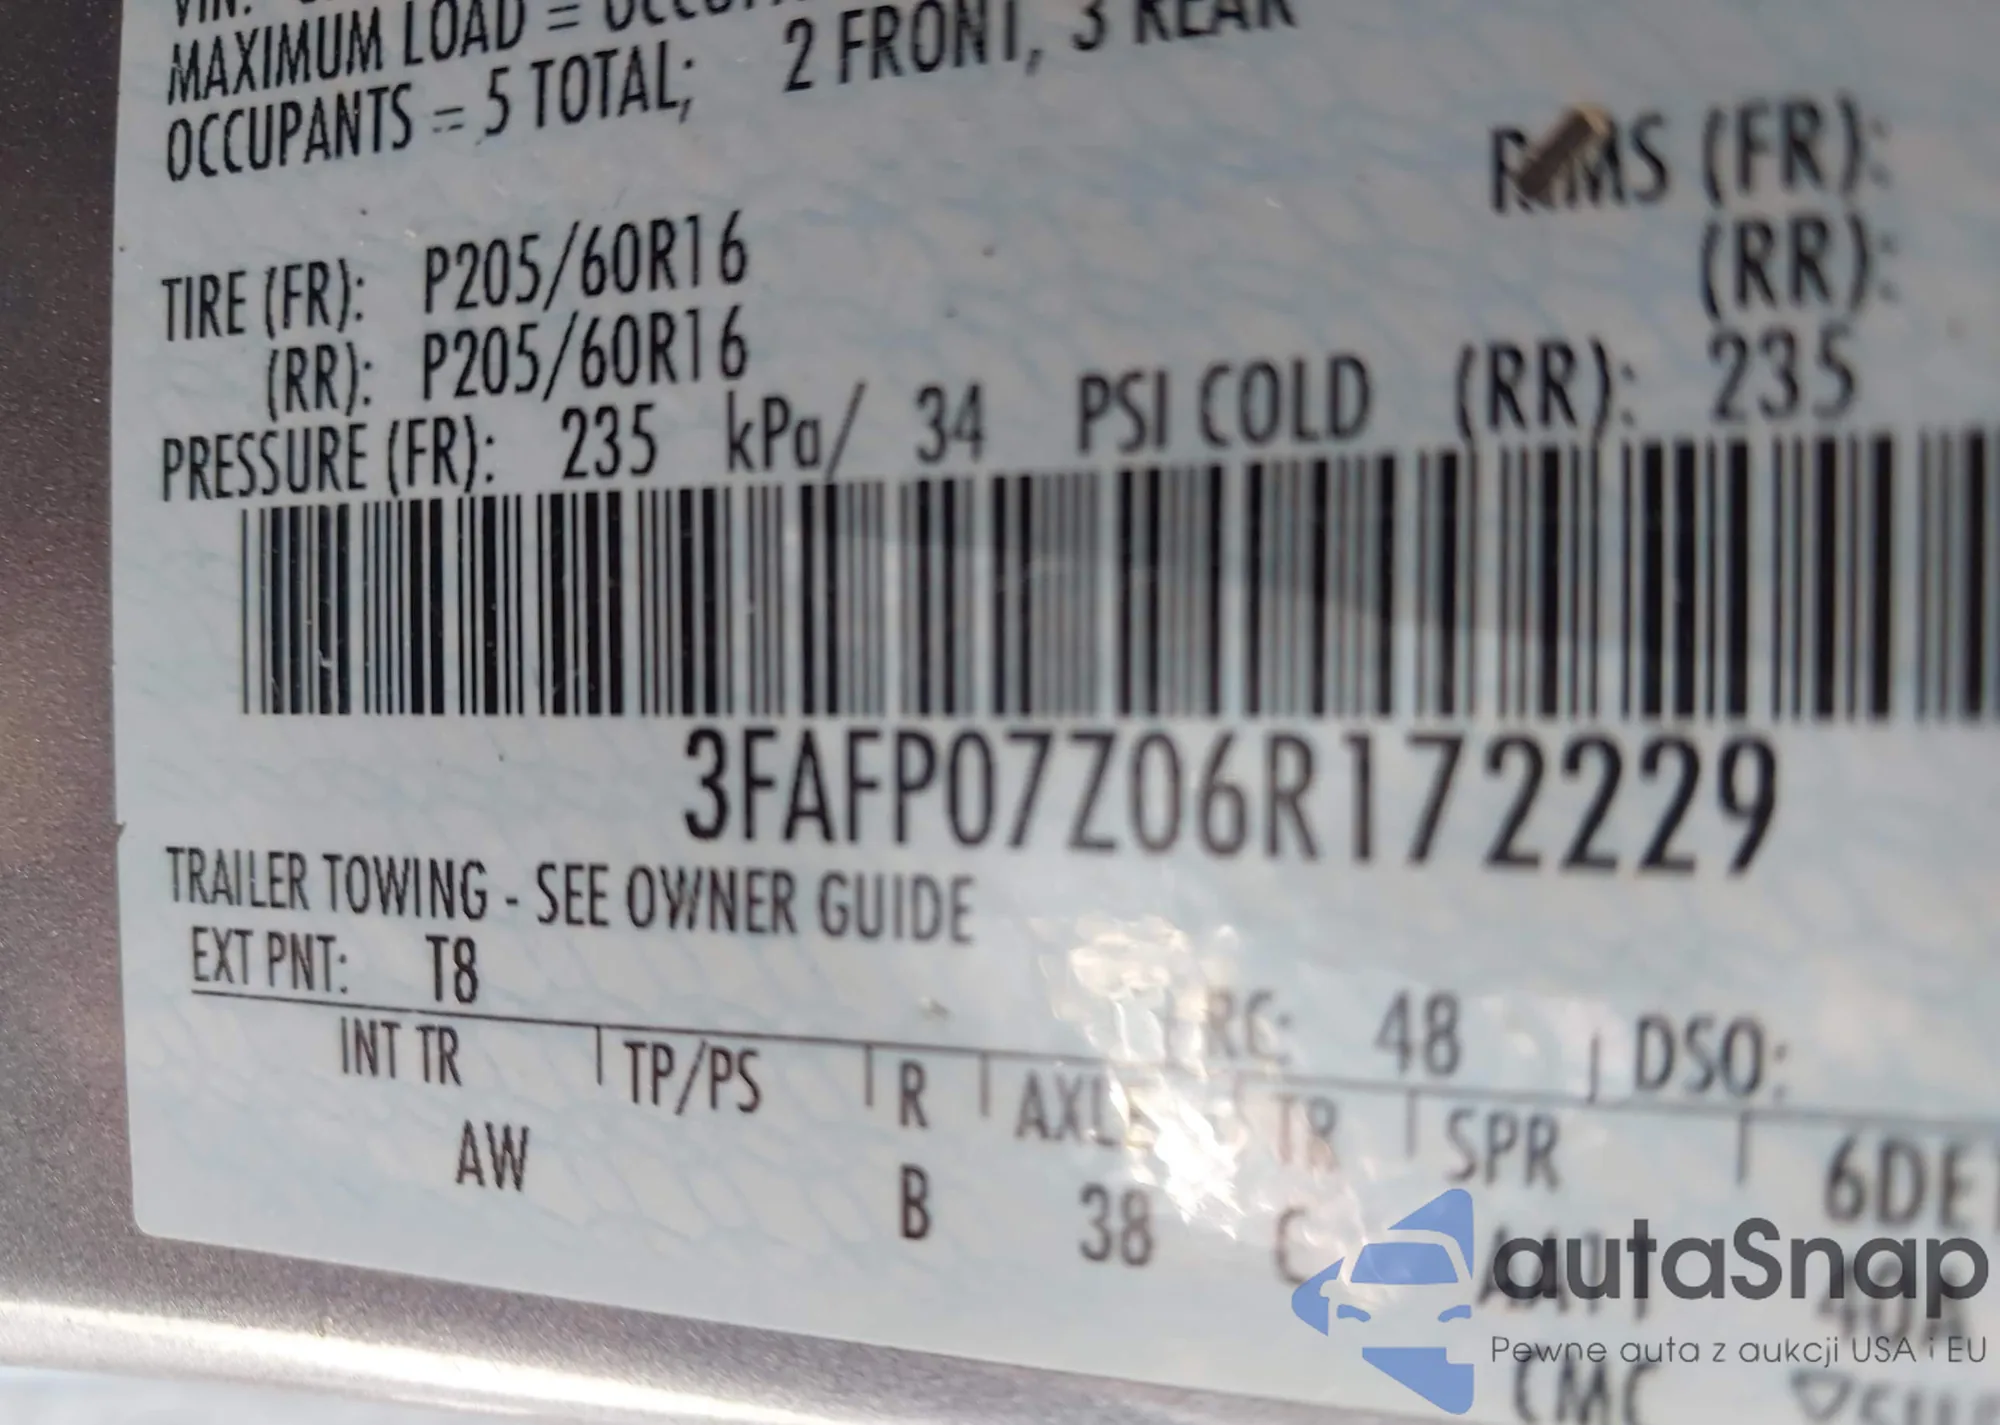 VIN:
MAXIMUM LOAD =
OCCUPANTS = 5 TOTAL; 2 FRONT, 3 REAR
RIMS (FR):
TIRE (FR): P205/60R16
(RR):
(RR): P205/60R16
PRESSURE (FR): 235 kPa/ 34 PSI COLD (RR): 235
3FAFP07Z06R172229
TRAILER TOWING - SEE OWNER GUIDE
EXT PNT: T8
RC: 48 DSO:
INT TR TP/PS R AXLE TR SPR
AW B 38 C
autaSnap
Pewne auta z aukcji USA i EU